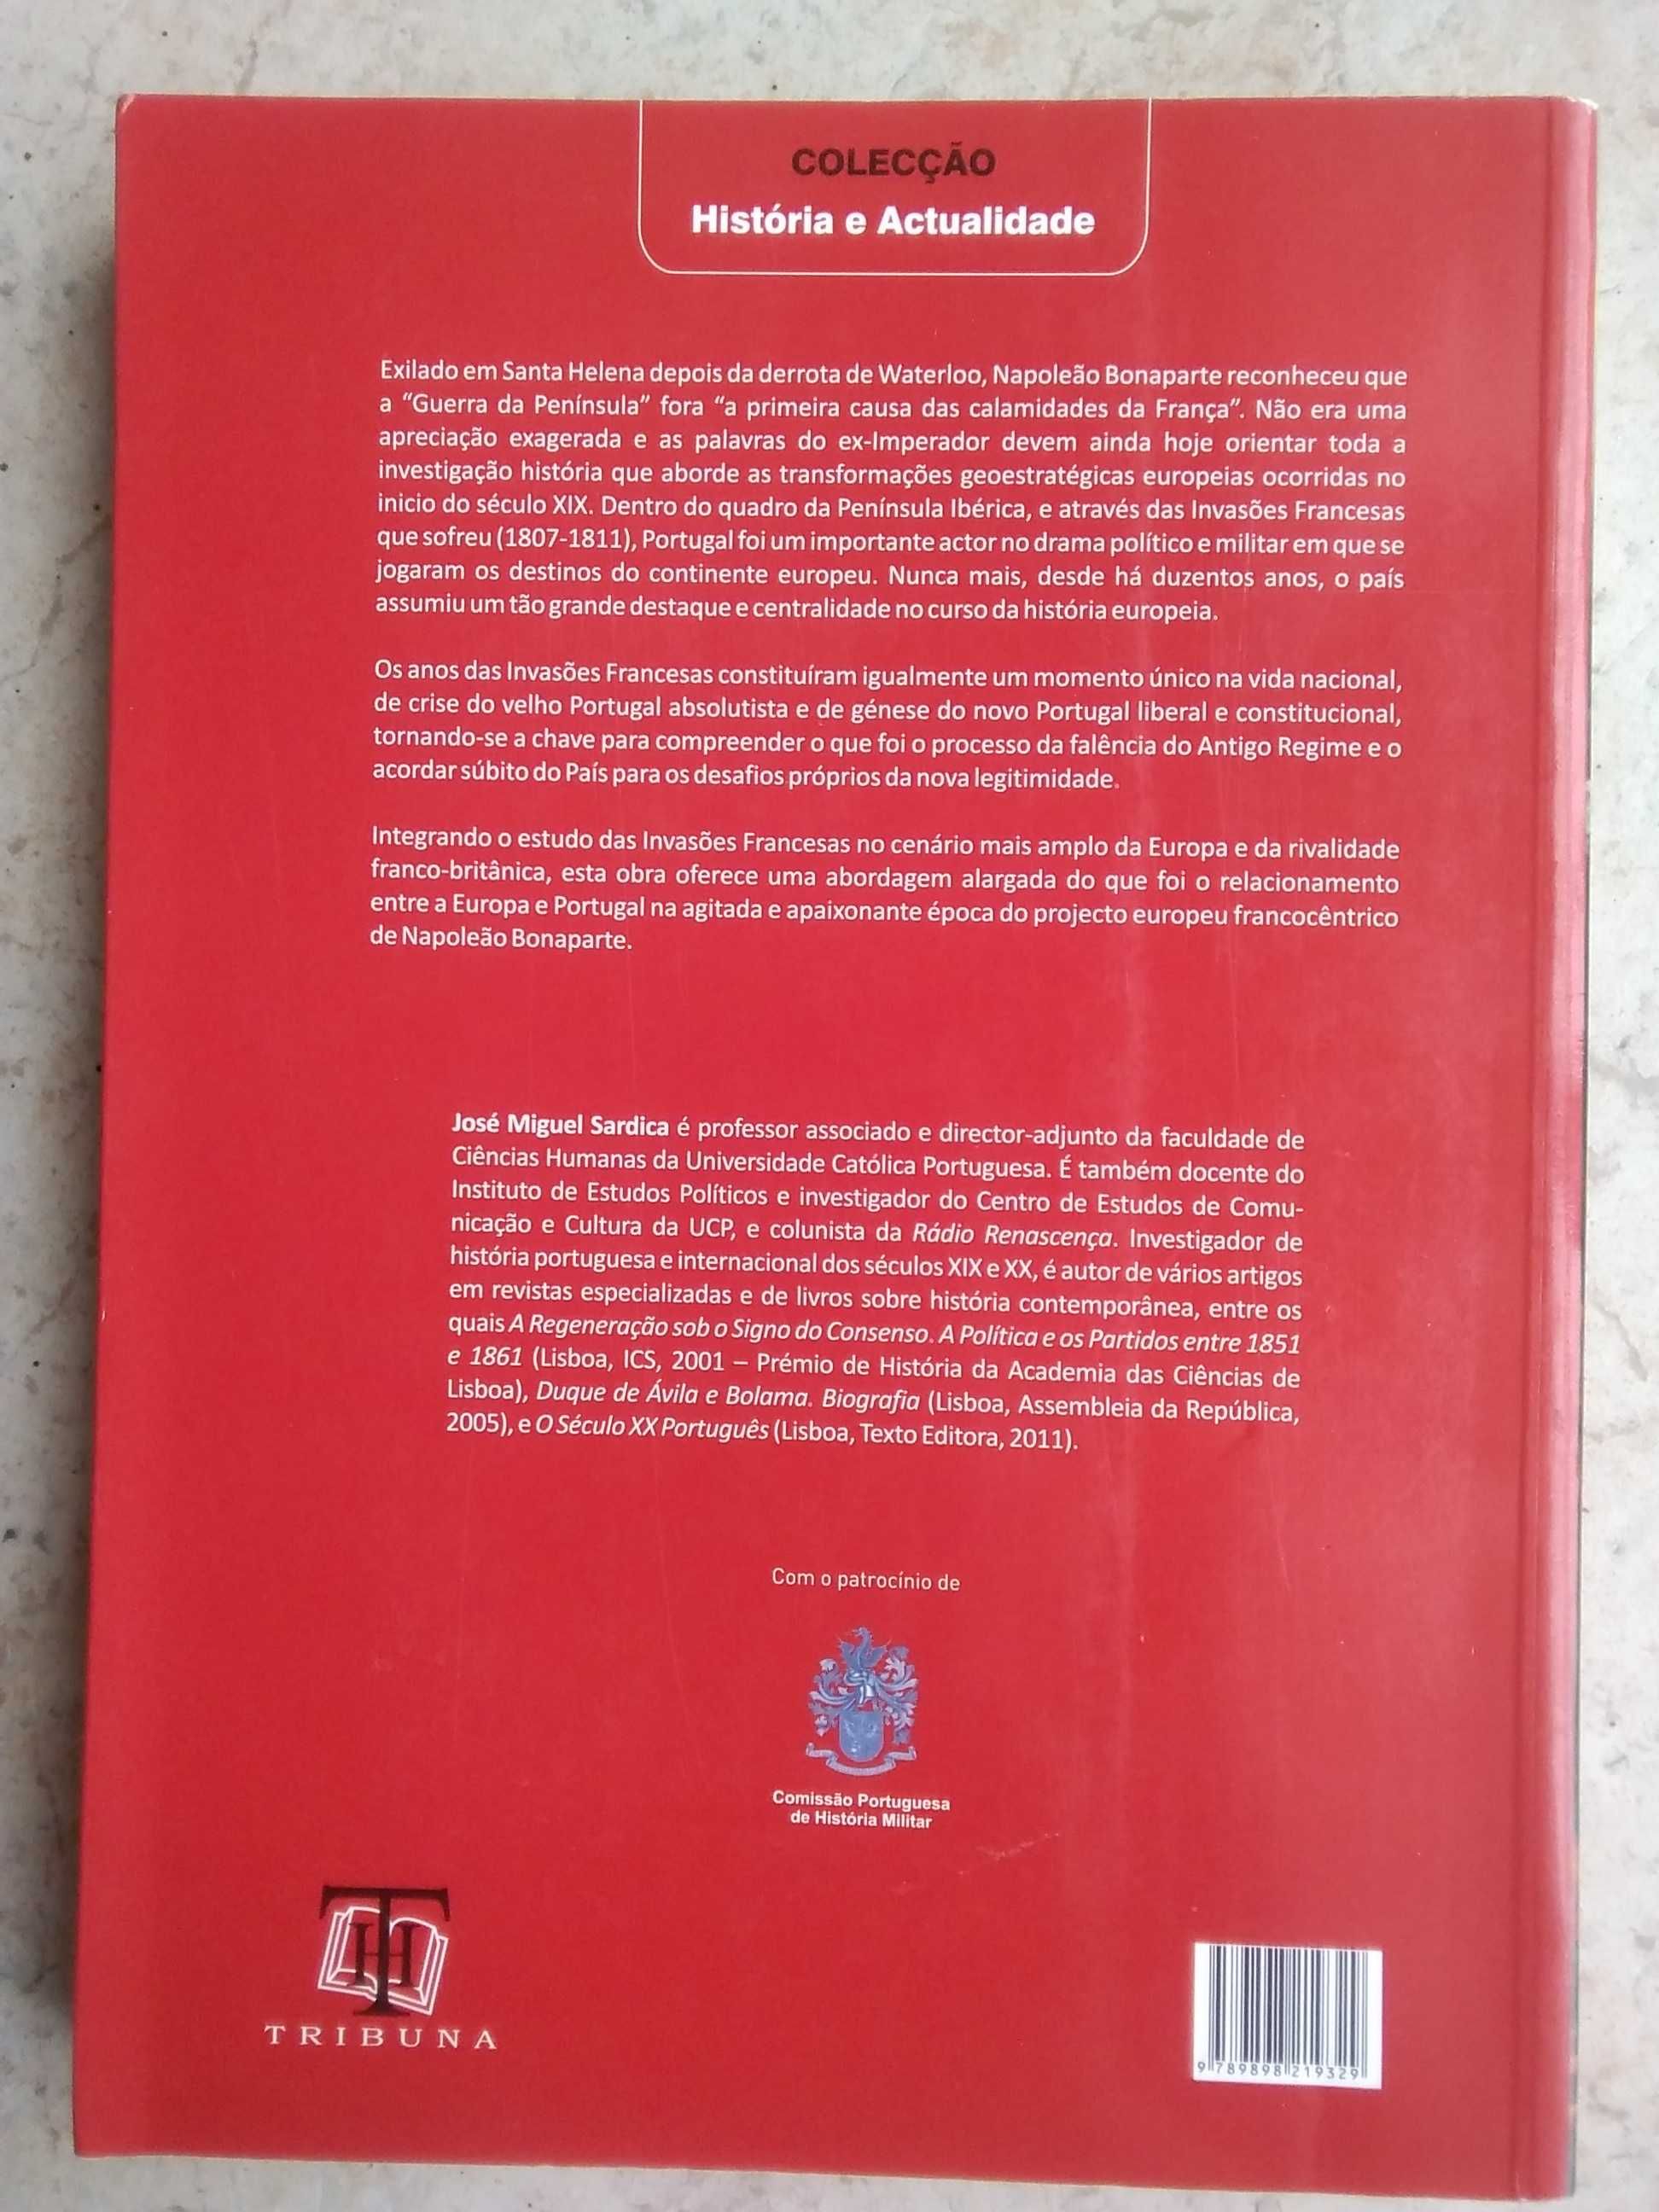 COLECÇÃO
História e Actualidade
Exilado em Santa Helena depois da derrota de Waterloo, Napoleão Bonaparte reconheceu que
a “Guerra da Península” fora “a primeira causa das calamidades da França”. Não era uma
apreciação exagerada e as palavras do ex-Imperador devem ainda hoje orientar toda a
investigação história que aborde as transformações geoestratégicas europeias ocorridas no
inicio do século XIX. Dentro do quadro da Península Ibérica, e através das Invasões Francesas
que sofreu (1807-1811), Portugal foi um importante actor no drama político e militar em que se
jogaram os destinos do continente europeu. Nunca mais, desde há duzentos anos, o país
assumiu um tão grande destaque e centralidade no curso da história europeia.
Os anos das Invasões Francesas constituíram igualmente um momento único na vida nacional,
de crise do velho Portugal absolutista e de génese do novo Portugal liberal e constitucional,
tornando-se a chave para compreender o que foi o processo da falência do Antigo Regime e o
acordar súbito do País para os desafios próprios da nova legitimidade.
Integrando o estudo das Invasões Francesas no cenário mais amplo da Europa e da rivalidade
franco-britânica, esta obra oferece uma abordagem alargada do que foi o relacionamento
entre a Europa e Portugal na agitada e apaixonante época do projecto europeu francocêntrico
de Napoleão Bonaparte.
José Miguel Sardica é professor associado e director-adjunto da faculdade de
Ciências Humanas da Universidade Católica Portuguesa. É também docente do
Instituto de Estudos Políticos e investigador do Centro de Estudos de Comu-
nicação e Cultura da UCP, e colunista da Rádio Renascença. Investigador de
história portuguesa e internacional dos séculos XIX e XX, é autor de vários artigos
em revistas especializadas e de livros sobre história contemporânea, entre os
quais A Regeneração sob o Signo do Consenso. A Política e os Partidos entre 1851
e 1861 (Lisboa, ICS, 2001 – Prémio de História da Academia das Ciências de
Lisboa), Duque de Ávila e Bolama. Biografia (Lisboa, Assembleia da República,
2005), e O Século XX Português (Lisboa, Texto Editora, 2011).
Com o patrocínio de
Comissão Portuguesa
de História Militar
TH
TRIBUNA
9 789898 219329